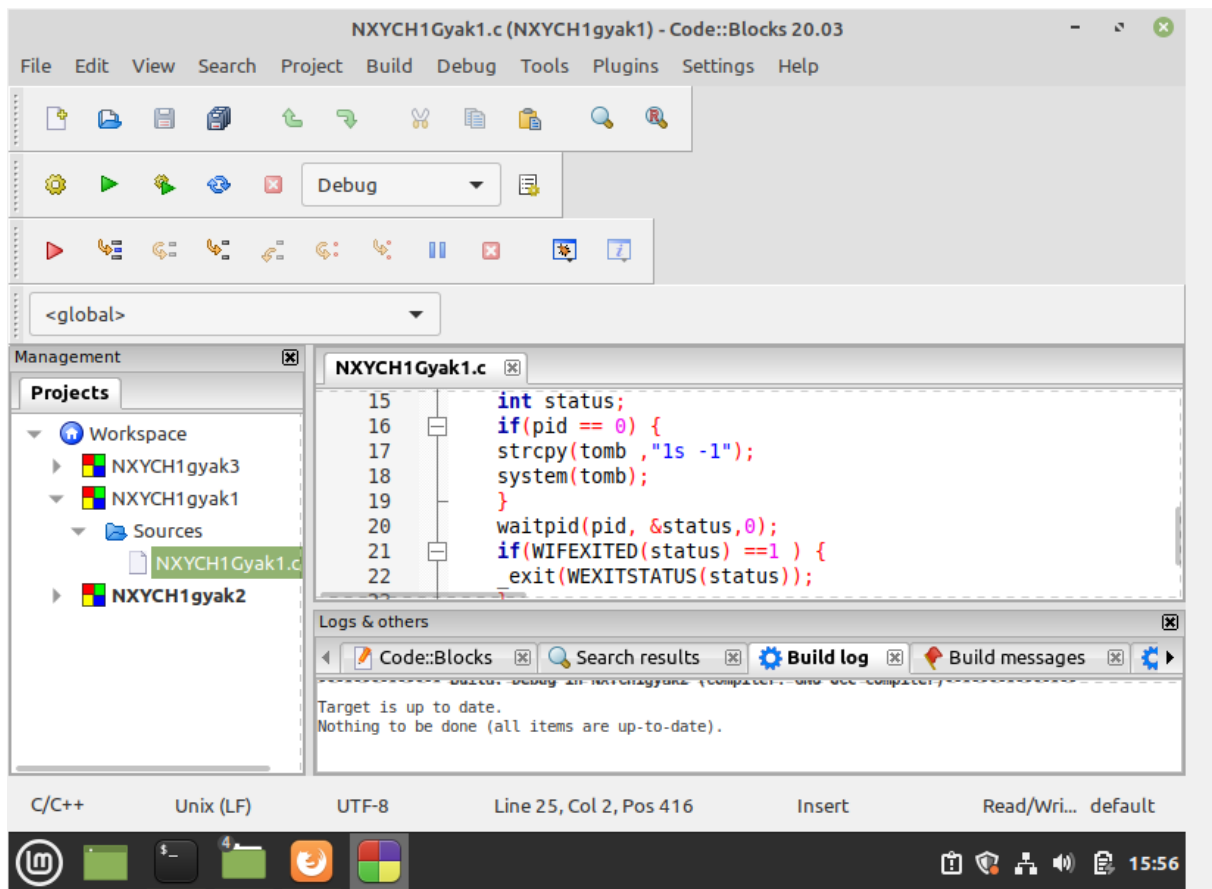 NXYCH1Gyak1.c (NXYCH1gyak1) - Code::Blocks 20.03
File Edit View Search Project Build Debug Tools Plugins Settings Help
Debug
<global>
Management
Projects
Workspace
NXYCH1gyak3
NXYCH1gyak1
Sources
NXYCH1Gyak1.c
NXYCH1gyak2
NXYCH1Gyak1.c
15 int status;
16 if(pid == 0) {
17 strcpy(tomb ,"1s -1");
18 system(tomb);
19 }
20 waitpid(pid, &status,0);
21 if(WIFEXITED(status) ==1 ) {
22 _exit(WEXITSTATUS(status));
Logs & others
Code::Blocks Search results Build log Build messages
Target is up to date.
Nothing to be done (all items are up-to-date).
C/C++ Unix (LF) UTF-8 Line 25, Col 2, Pos 416 Insert Read/Wri... default
4
15:56